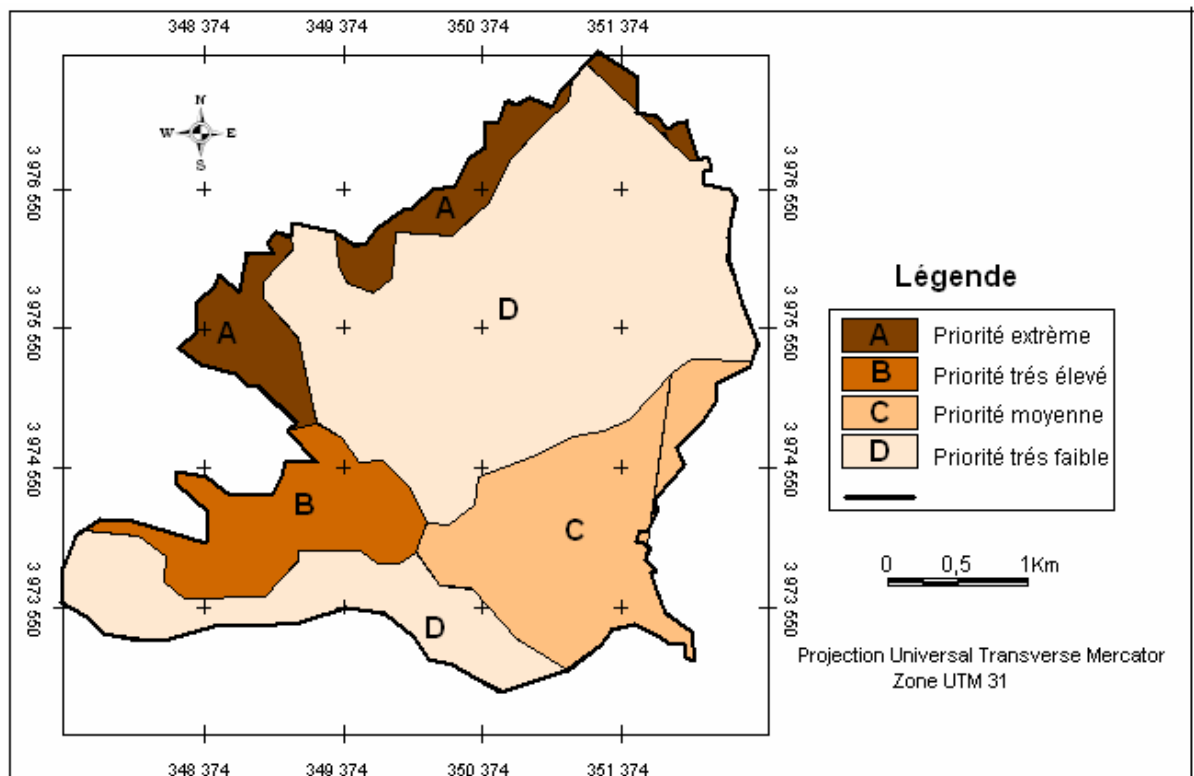 348 374 349 374 350 374 351 374
N
W E
S
3 976 550 3 976 550
A
A
D
3 975 550 3 975 550
Légende
A Priorité extrème
B Priorité trés élevé
C Priorité moyenne
D Priorité trés faible
3 974 550 3 974 550
B
C
0 0,5 1Km
3 973 550 3 973 550
D
Projection Universal Transverse Mercator
Zone UTM 31
348 374 349 374 350 374 351 374